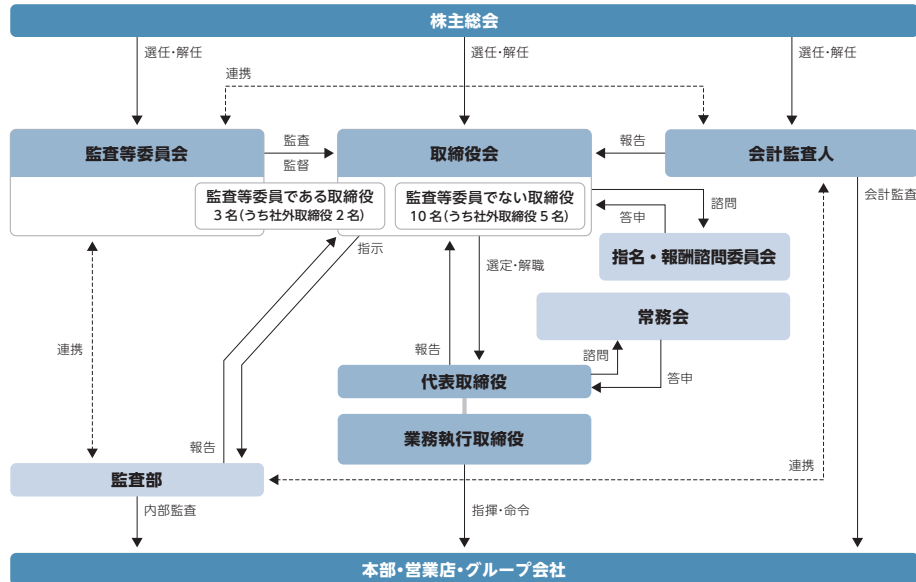 株主総会
選任・解任
選任・解任
選任・解任
連携
監査等委員会
監査
監督
取締役会
報告
会計監査人
監査等委員である取締役
3名(うち社外取締役2名)
監査等委員でない取締役
10名(うち社外取締役5名)
諮問
答申
会計監査
指示
選定・解職
指名・報酬諮問委員会
常務会
連携
報告
諮問
答申
代表取締役
業務執行取締役
報告
連携
監査部
内部監査
指揮・命令
本部・営業店・グループ会社